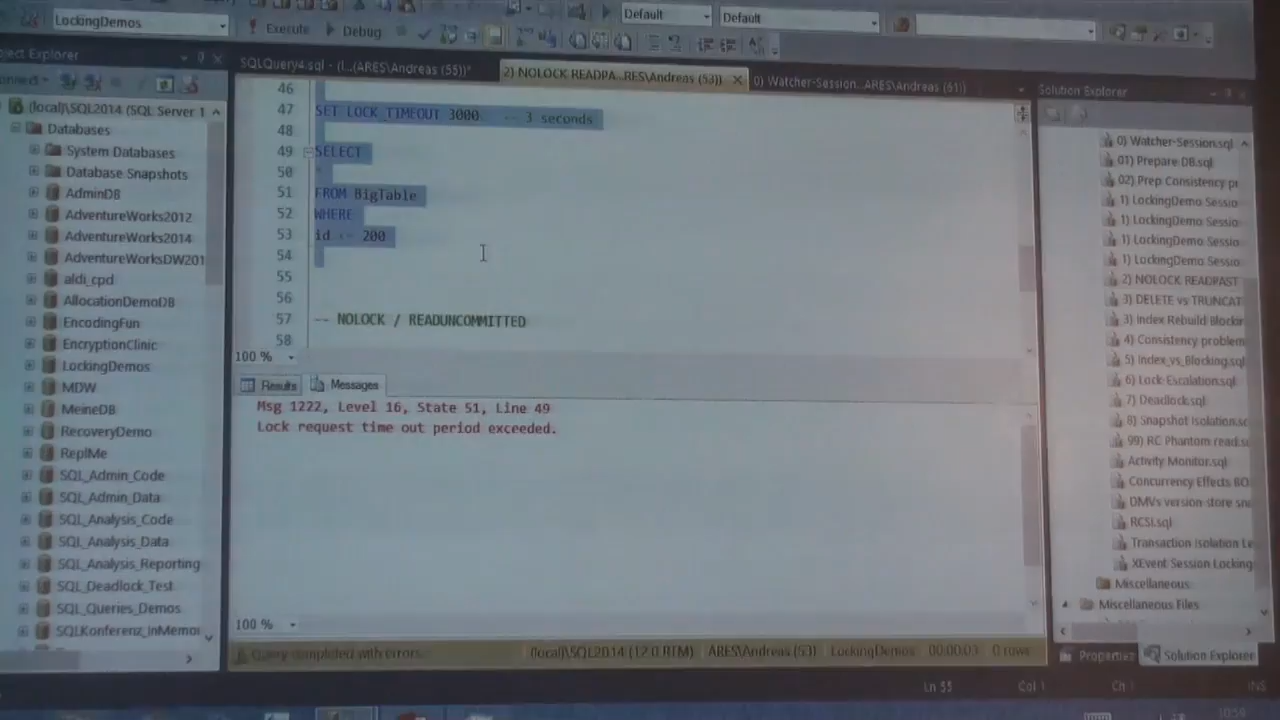 LockingDemos
Execute
Debug
Default
Default
ject Explorer
SQLQuery4.sql - (l...(ARES\Andreas (55))*
2) NOLOCK READPA...RES\Andreas (53))
0) Watcher-Session...ARES\Andreas (61))
Solution Explorer
(local)\SQL2014 (SQL Server 1
Databases
System Databases
Database Snapshots
AdminDB
AdventureWorks2012
AdventureWorks2014
AdventureWorksDW201
aldi_cpd
AllocationDemoDB
EncodingFun
EncryptionClinic
LockingDemos
MDW
MeineDB
RecoveryDemo
ReplMe
SQL_Admin_Code
SQL_Admin_Data
SQL_Analysis_Code
SQL_Analysis_Data
SQL_Analysis_Reporting
SQL_Deadlock_Test
SQL_Queries_Demos
SQLKonferenz_InMemor
46
47 SET LOCK_TIMEOUT 3000 -- 3 seconds
48
49 SELECT
50 *
51 FROM BigTable
52 WHERE
53 id <= 200
54
55
56
57 -- NOLOCK / READUNCOMMITTED
58
100 %
Results
Messages
Msg 1222, Level 16, State 51, Line 49
Lock request time out period exceeded.
100 %
Query completed with errors.
(local)\SQL2014 (12.0 RTM)
ARES\Andreas (53)
LockingDemos
00:00:03
0 rows
0) Watcher-Session.sql
01) Prepare DB.sql
02) Prep Consistency pr
1) LockingDemo Sessio
1) LockingDemo Sessio
1) LockingDemo Sessio
1) LockingDemo Sessio
2) NOLOCK READPAST
3) DELETE vs TRUNCAT
3) Index Rebuild Blockin
4) Consistency problem
5) Index_vs_Blocking.sql
6) Lock Escalation.sql
7) Deadlock.sql
8) Snapshot Isolation.sc
99) RC Phantom read.s
Activity Monitor.sql
Concurrency Effects BO
DMVs version-store sn
RCSI.sql
Transaction Isolation Le
XEvent Session Locking
Miscellaneous
Miscellaneous Files
Properties
Solution Explorer
Ln 55
Col 1
Ch 1
INS
10:59